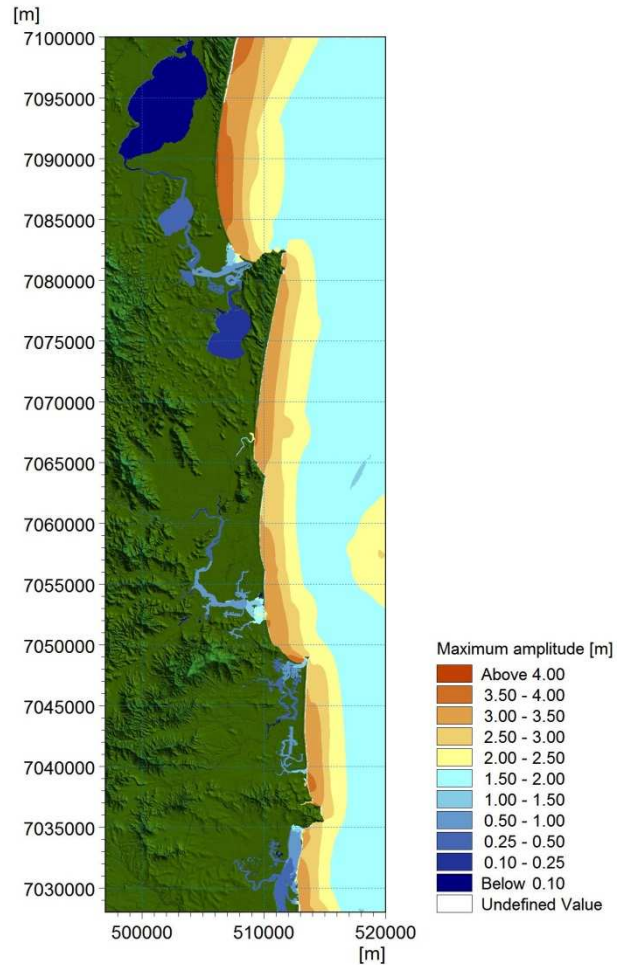 [m]
7100000
7095000
7090000
7085000
7080000
7075000
7070000
7065000
7060000
7055000
7050000
7045000
7040000
7035000
7030000
500000 510000 520000
[m]
Maximum amplitude [m]
Above 4.00
3.50 - 4.00
3.00 - 3.50
2.50 - 3.00
2.00 - 2.50
1.50 - 2.00
1.00 - 1.50
0.50 - 1.00
0.25 - 0.50
0.10 - 0.25
Below 0.10
Undefined Value